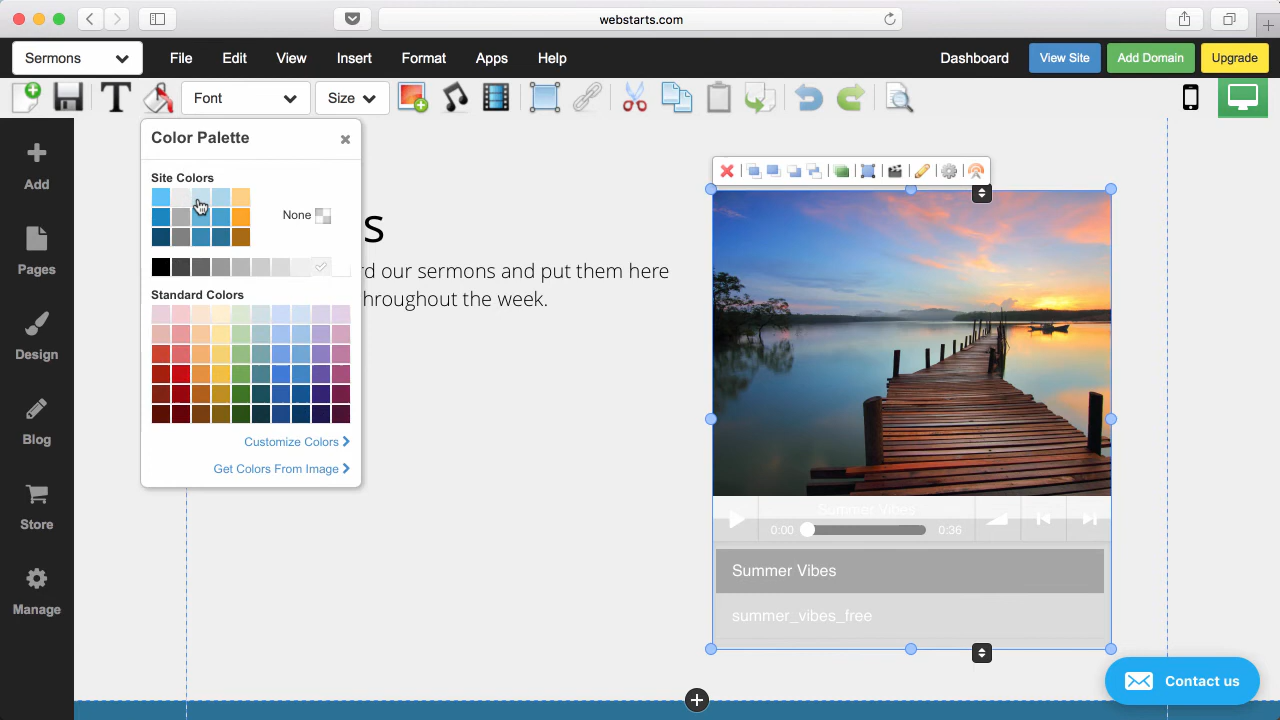 webstarts.com
Sermons File Edit View Insert Format Apps Help Dashboard View Site Add Domain Upgrade
T Font Size
Color Palette
Site Colors
None
Standard Colors
Customize Colors
Get Colors From Image
Add
Pages
Design
Blog
Store
Manage
s
d our sermons and put them here
hroughout the week.
Summer Vibes
0:00 0:36
Summer Vibes
summer_vibes_free
Contact us